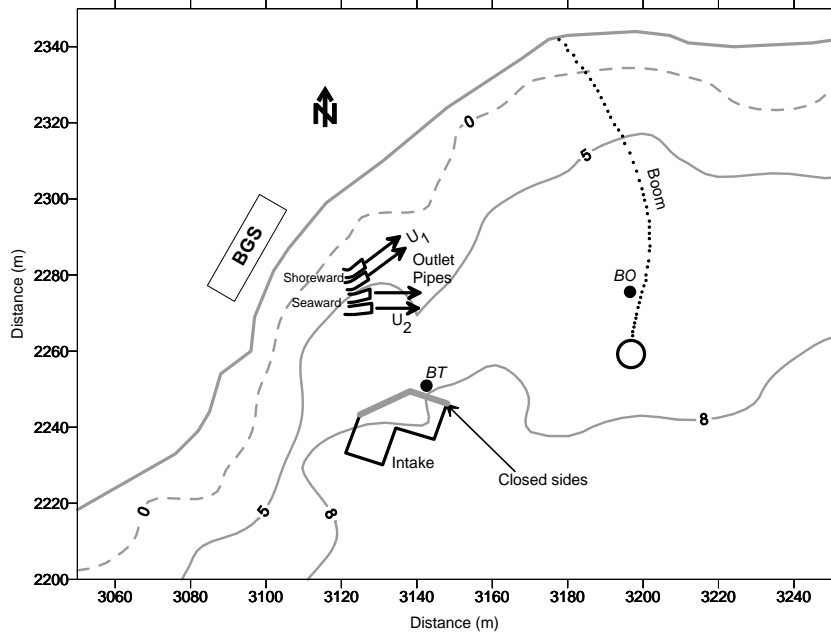 2340
2320
2300
2280
2260
2240
2220
2200
Distance (m)
N
0
5
Boom
BGS
U1
Outlet
Pipes
Shoreward
Seaward
U2
BO
BT
8
Intake
Closed sides
0
5
8
3060
3080
3100
3120
3140
3160
3180
3200
3220
3240
Distance (m)